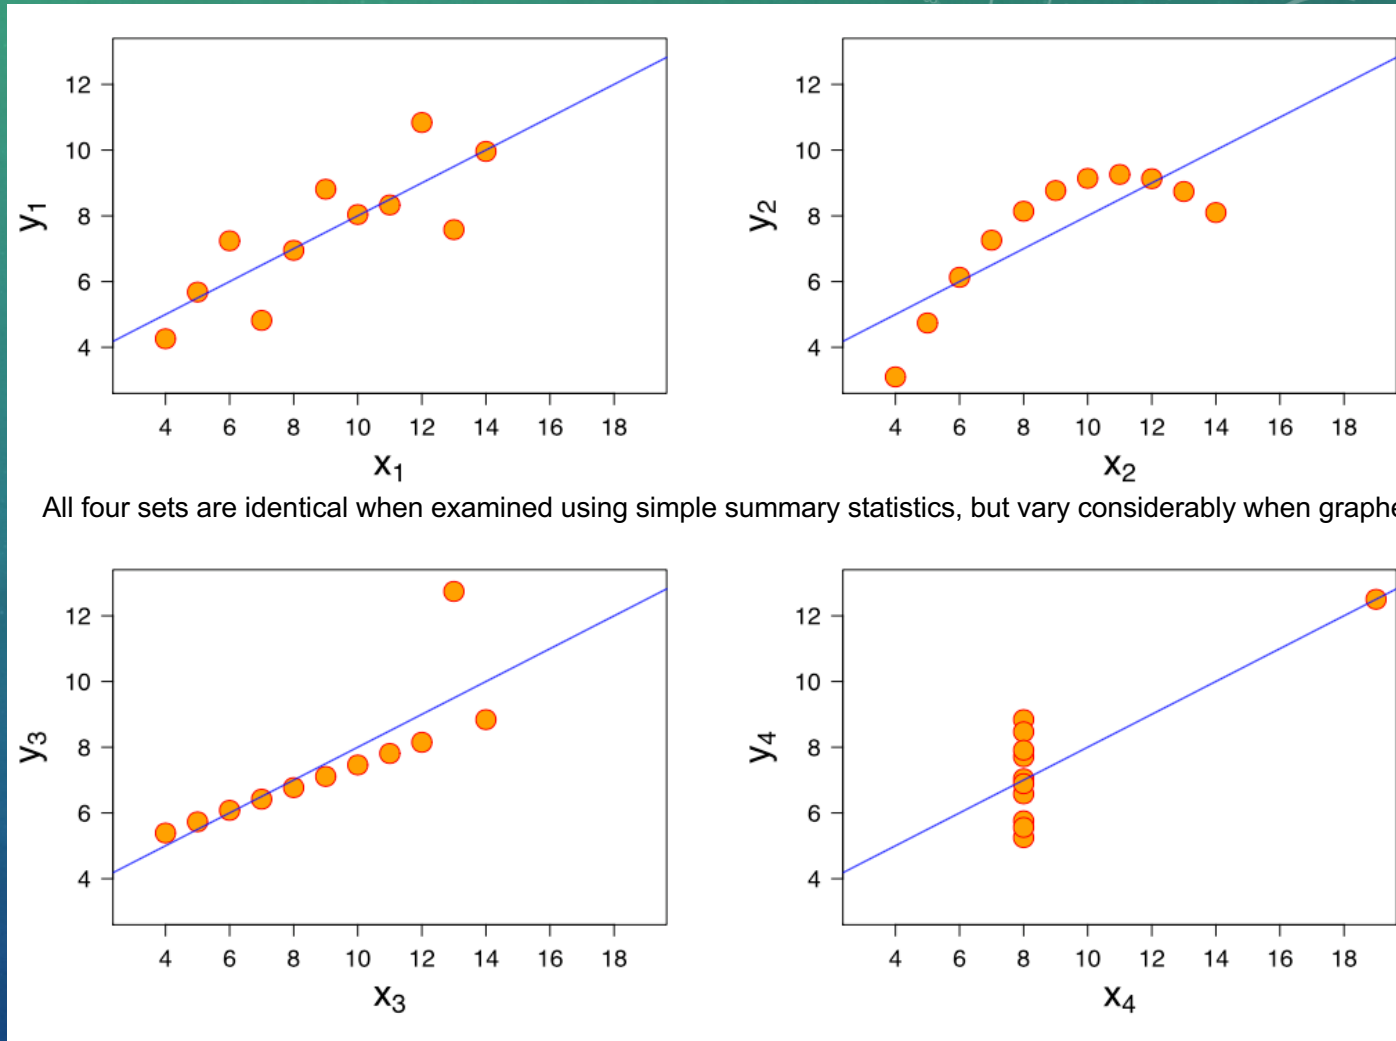 12
10
8
6
4
y1
4 6 8 10 12 14 16 18
x1
12
10
8
6
4
y2
4 6 8 10 12 14 16 18
x2
All four sets are identical when examined using simple summary statistics, but vary considerably when graphe
12
10
8
6
4
y3
4 6 8 10 12 14 16 18
x3
12
10
8
6
4
y4
4 6 8 10 12 14 16 18
x4